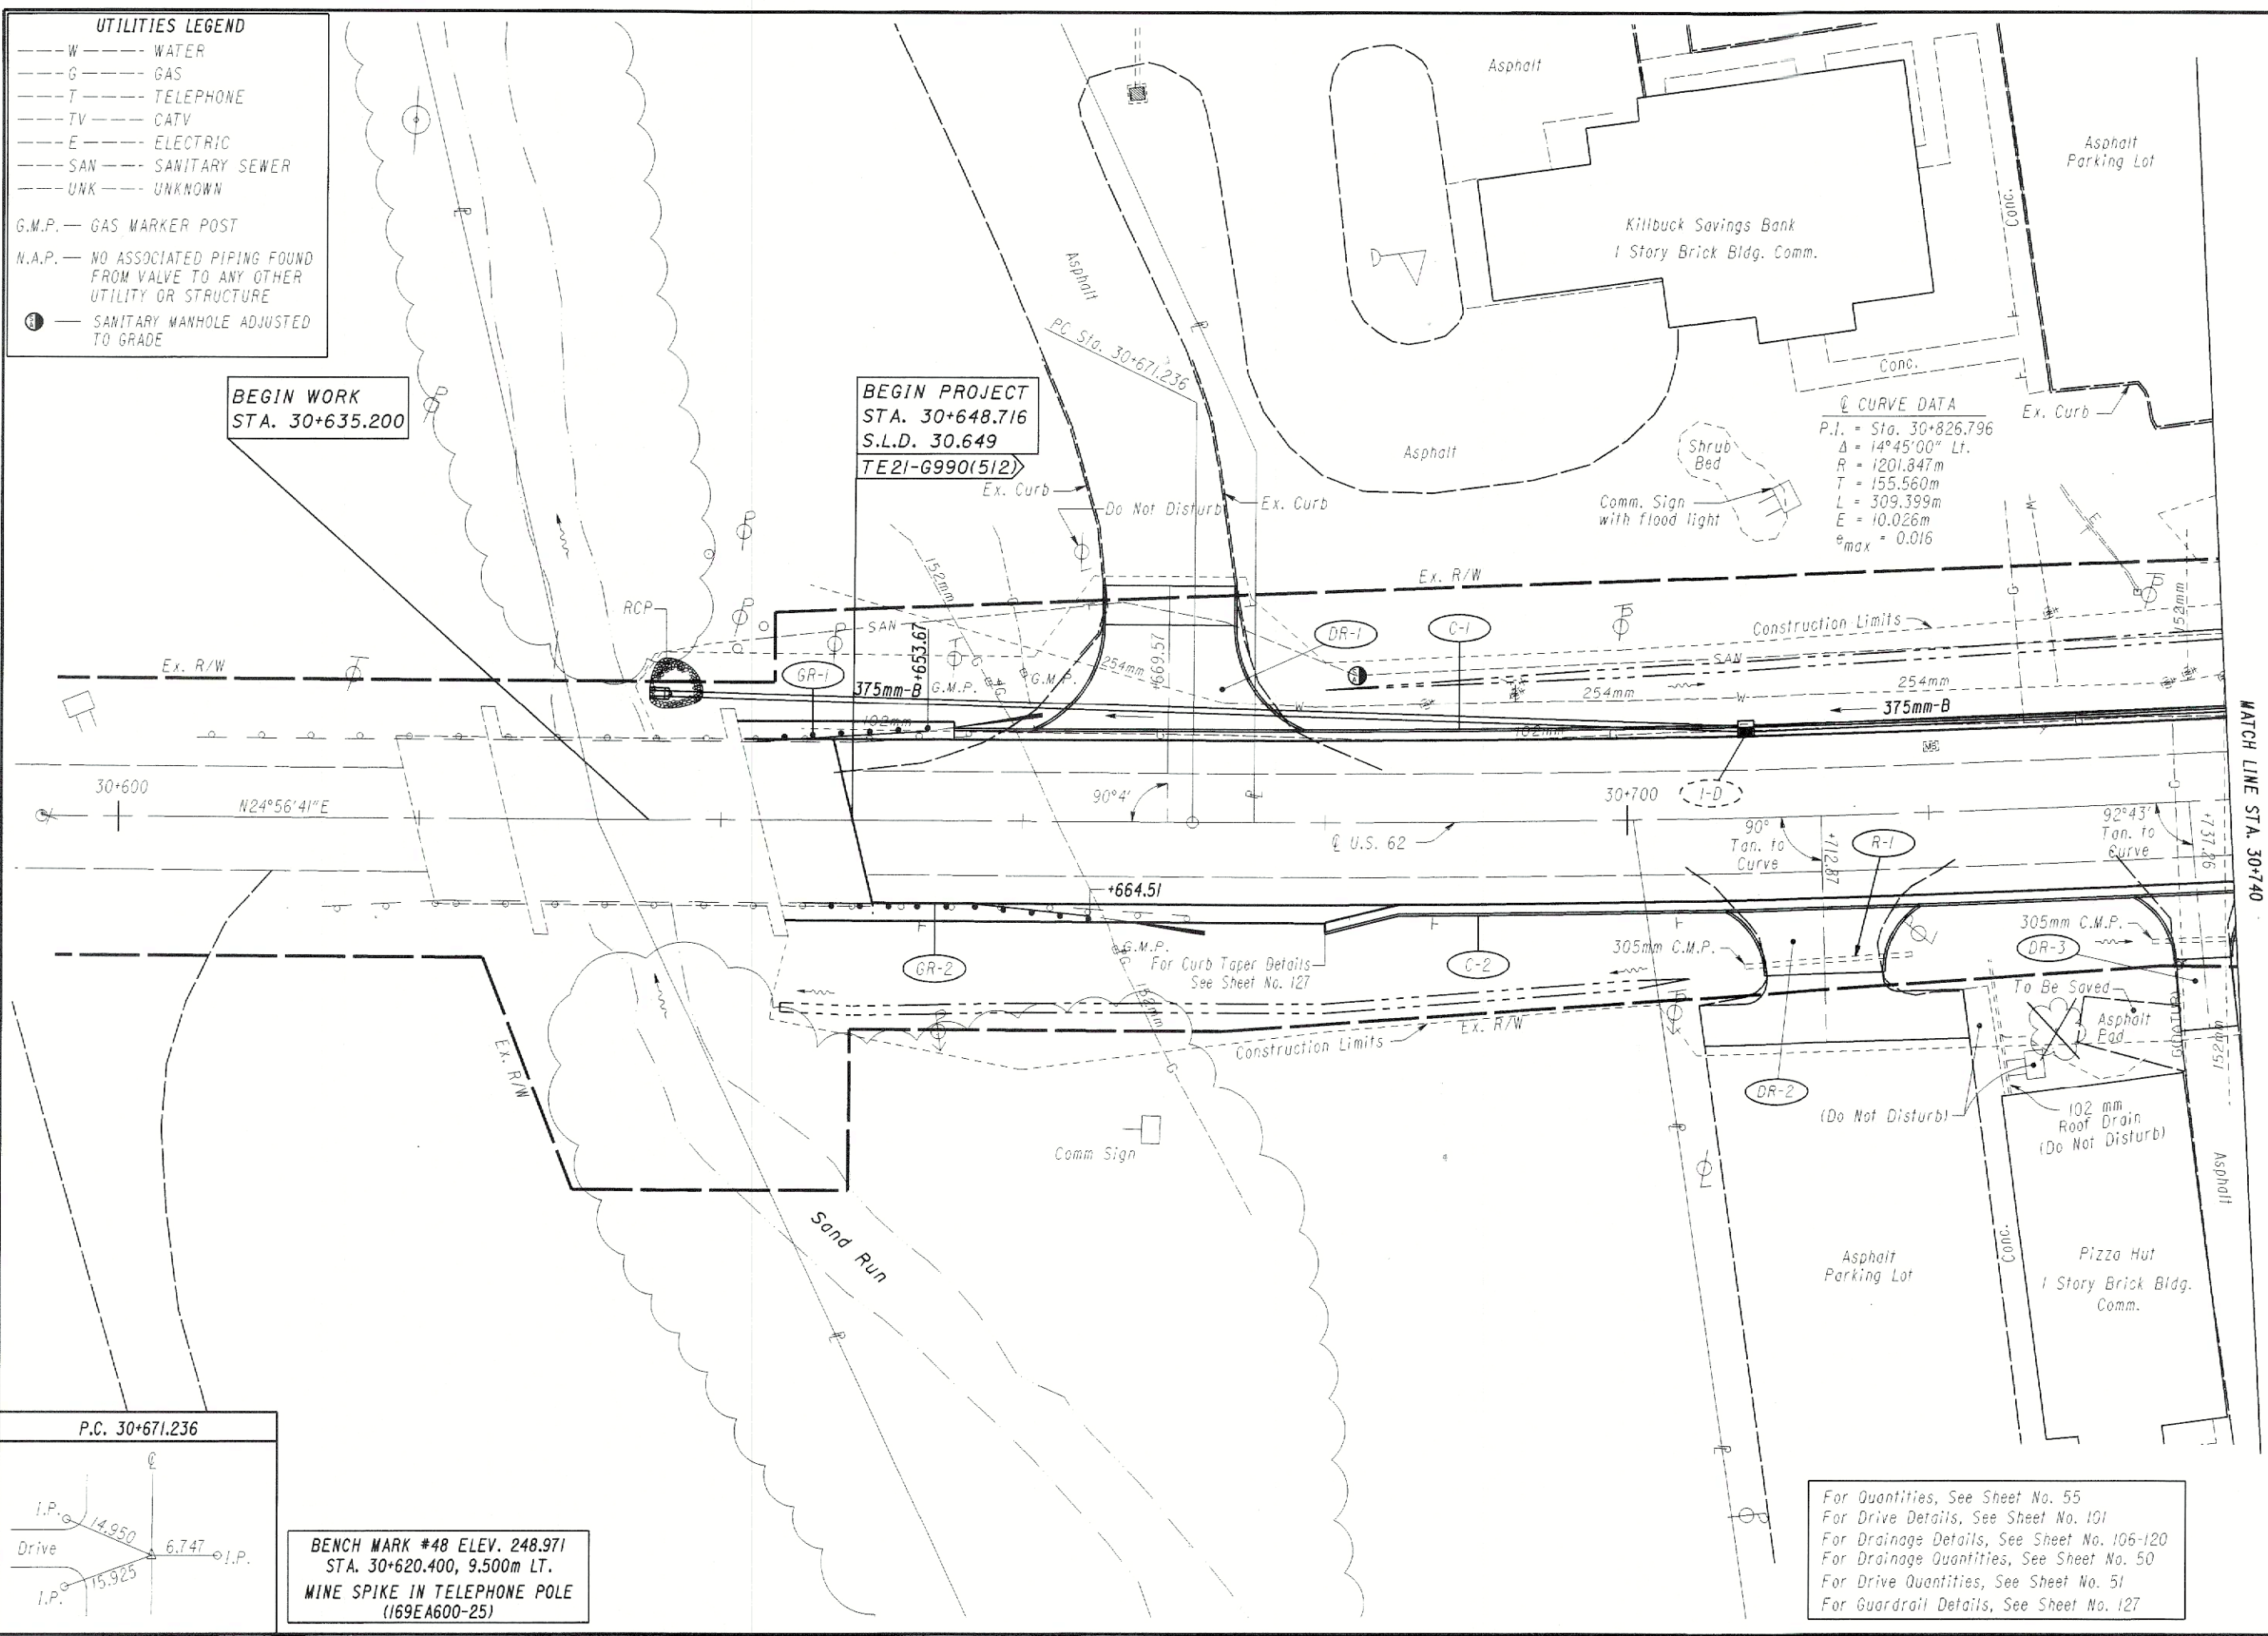 UTILITIES LEGEND
W WATER
G GAS
T TELEPHONE
TV CATV
E ELECTRIC
SAN SANITARY SEWER
UNK UNKNOWN
G.M.P. — GAS MARKER POST
N.A.P. — NO ASSOCIATED PIPING FOUND
FROM VALVE TO ANY OTHER
UTILITY OR STRUCTURE
— SANITARY MANHOLE ADJUSTED
TO GRADE
BEGIN WORK
STA. 30+635.200
BEGIN PROJECT
STA. 30+648.716
S.L.D. 30.649
TE21-G990(512)
Asphalt
PC Sta. 30+671.236
Asphalt
Killbuck Savings Bank
1 Story Brick Bldg. Comm.
Asphalt
Parking Lot
Conc.
Conc.
Ex. Curb
Asphalt
Shrub
Bed
Comm. Sign
with flood light
℄ CURVE DATA
P.I. = Sta. 30+826.796
Δ = 14°45'00" Lt.
R = 1201.847m
T = 155.560m
L = 309.399m
E = 10.026m
emax = 0.016
Ex. Curb
Do Not Disturb
Ex. Curb
152mm
Ex. R/W
RCP
SAN
+653.67
254mm
+669.57
DR-1
C-1
Construction Limits
152mm
SAN
Ex. R/W
GR-1
375mm-B
G.M.P.
G.M.P.
254mm
W
254mm
375mm-B
102mm
102mm
MB
MATCH LINE STA. 30+740
30+600
N24°56'41"E
90°4'
℄ U.S. 62
30+700
1-D
90°
Tan. to
Curve
+712.87
R-1
92°43'
Tan. to
Curve
+737.26
+664.51
GR-2
G.M.P.
For Curb Taper Details
See Sheet No. 127
C-2
305mm C.M.P.
305mm C.M.P.
DR-3
To Be Saved
Asphalt
Pad
152mm
152mm
Ex. R/W
Ex. R/W
Construction Limits
DR-2
(Do Not Disturb)
102 mm
Roof Drain
(Do Not Disturb)
Comm Sign
Asphalt
Sand Run
Asphalt
Parking Lot
Conc.
Pizza Hut
1 Story Brick Bldg.
Comm.
P.C. 30+671.236
℄
I.P.
14.950
Drive
6.747
I.P.
15.925
I.P.
BENCH MARK #48 ELEV. 248.971
STA. 30+620.400, 9.500m LT.
MINE SPIKE IN TELEPHONE POLE
(169EA600-25)
For Quantities, See Sheet No. 55
For Drive Details, See Sheet No. 101
For Drainage Details, See Sheet No. 106-120
For Drainage Quantities, See Sheet No. 50
For Drive Quantities, See Sheet No. 51
For Guardrail Details, See Sheet No. 127